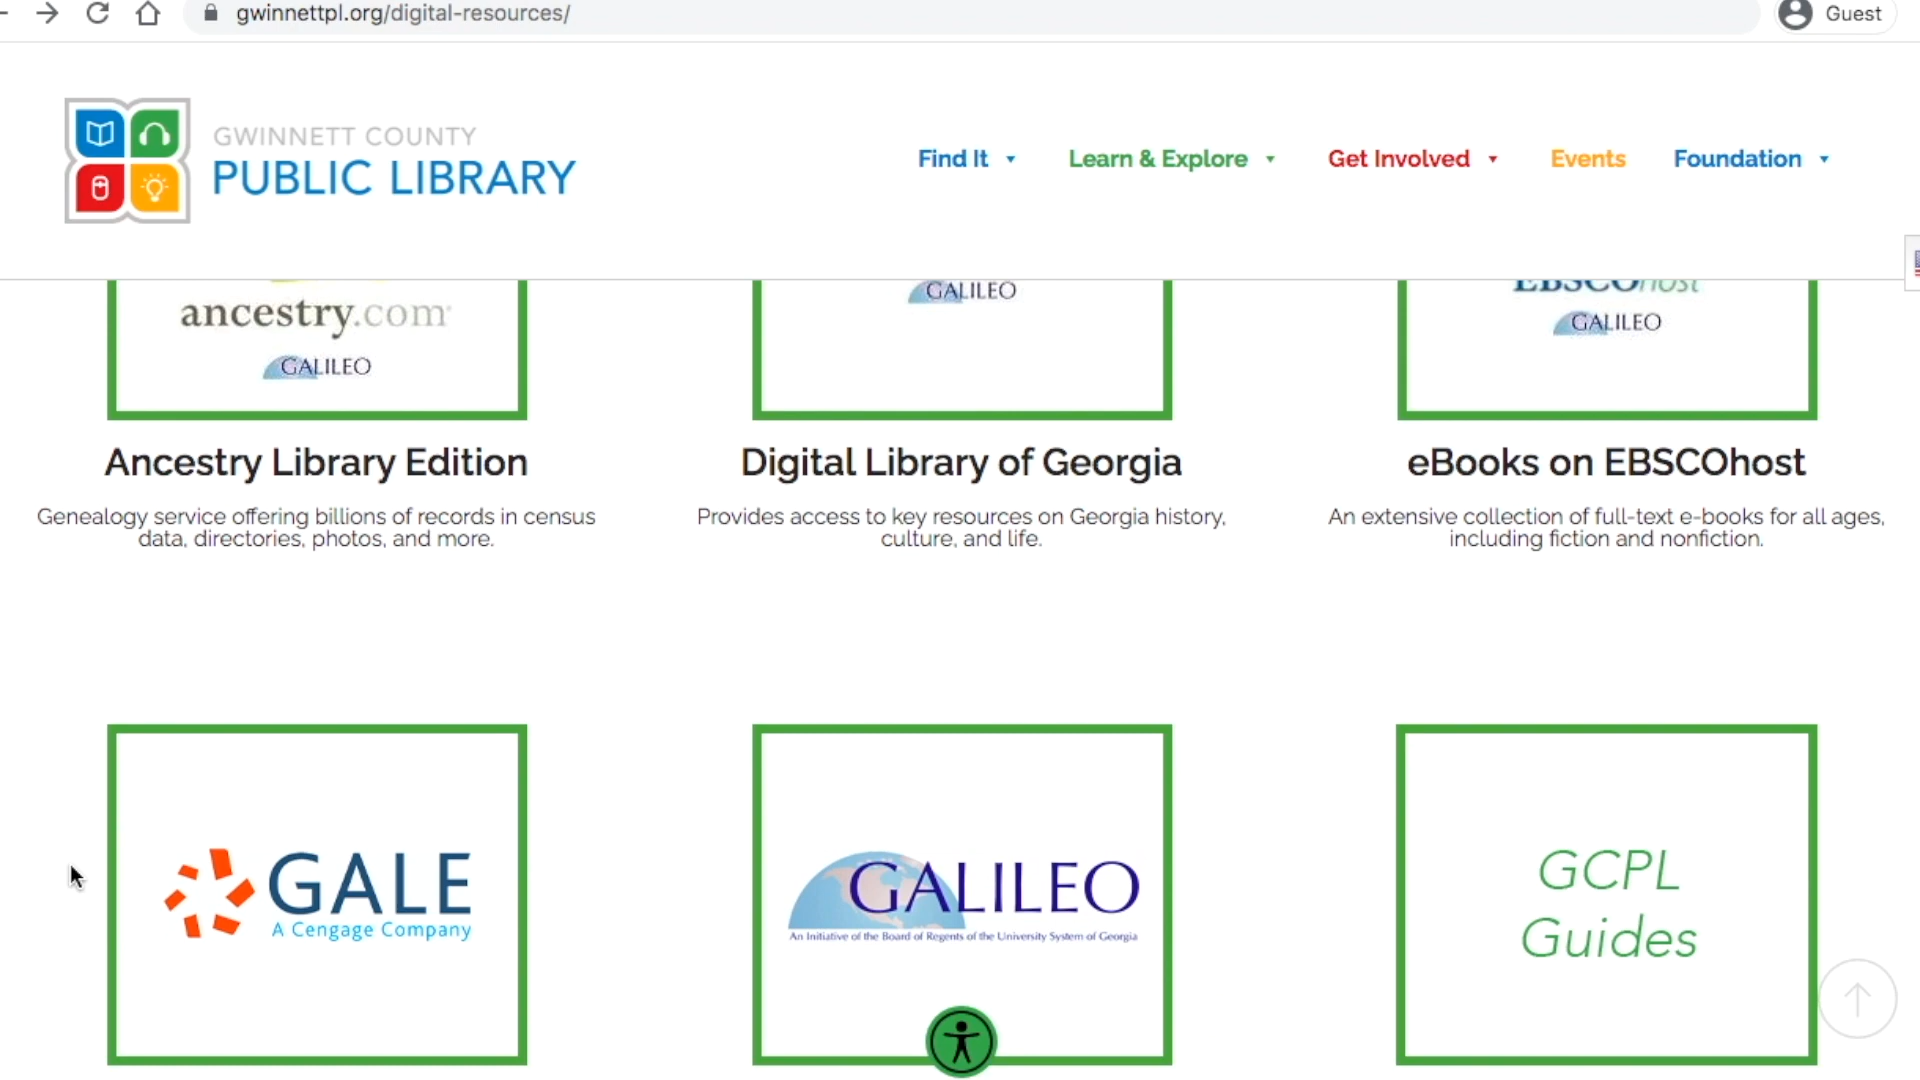 gwinnettpl.org/digital-resources/
Guest
GWINNETT COUNTY
PUBLIC LIBRARY
Find It
Learn & Explore
Get Involved
Events
Foundation
ancestry.com
GALILEO
GALILEO
EBSCOhost
GALILEO
Ancestry Library Edition
Genealogy service offering billions of records in census
data, directories, photos, and more.
Digital Library of Georgia
Provides access to key resources on Georgia history,
culture, and life.
eBooks on EBSCOhost
An extensive collection of full-text e-books for all ages,
including fiction and nonfiction.
GALE
A Cengage Company
GALILEO
An Initiative of the Board of Regents of the University System of Georgia
GCPL
Guides